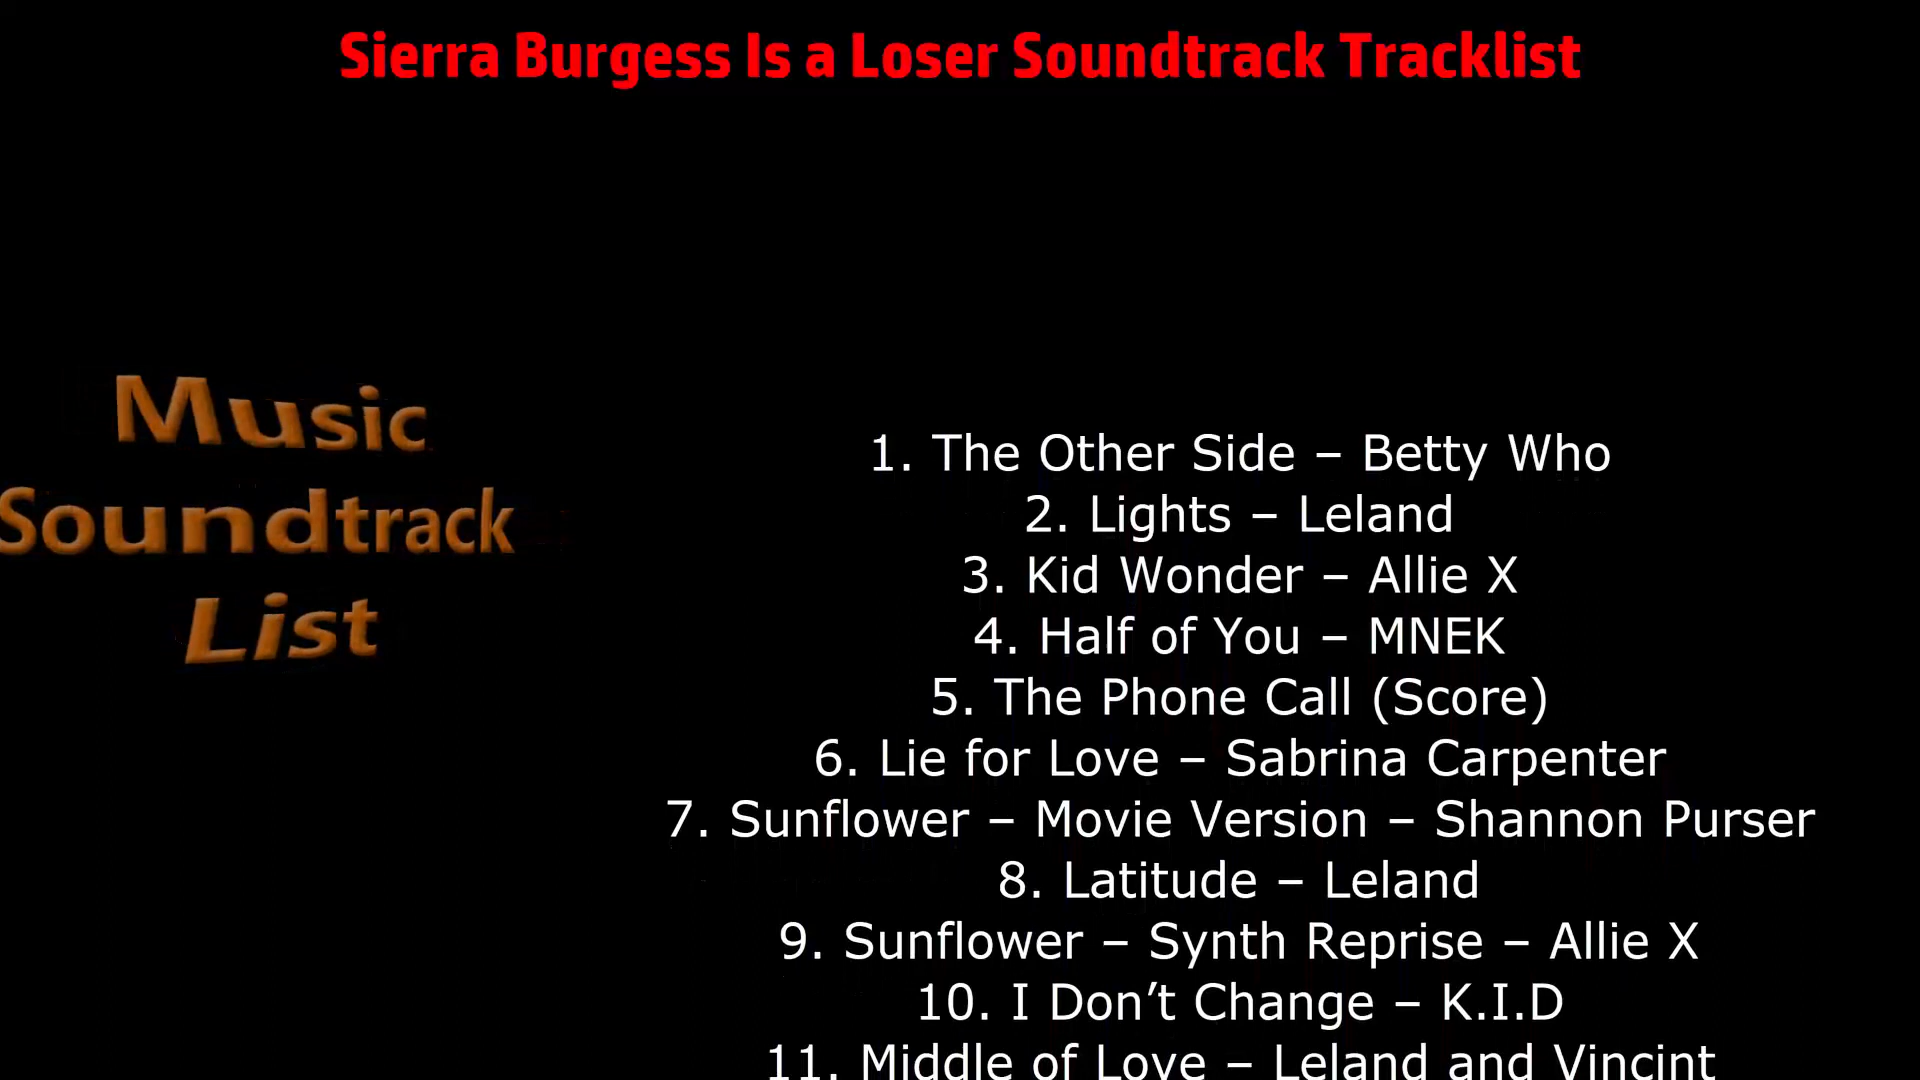 Sierra Burgess Is a Loser Soundtrack Tracklist
Music
Soundtrack
List
1. The Other Side – Betty Who
2. Lights – Leland
3. Kid Wonder – Allie X
4. Half of You – MNEK
5. The Phone Call (Score)
6. Lie for Love – Sabrina Carpenter
7. Sunflower – Movie Version – Shannon Purser
8. Latitude – Leland
9. Sunflower – Synth Reprise – Allie X
10. I Don’t Change – K.I.D
11. Middle of Love – Leland and Vincint